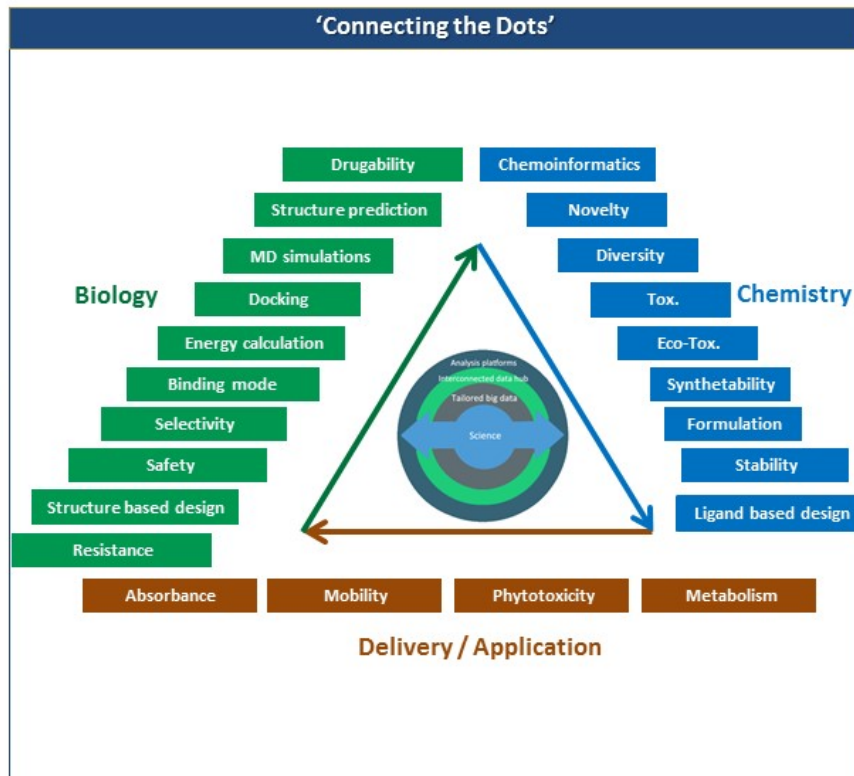 'Connecting the Dots'
Drugability
Chemoinformatics
Structure prediction
Novelty
MD simulations
Diversity
Biology
Docking
Tox.
Chemistry
Energy calculation
Eco-Tox.
Analysis platforms
Interconnected data hub
Binding mode
Synthetability
Tailored big data
Selectivity
Formulation
Science
Safety
Stability
Structure based design
Ligand based design
Resistance
Absorbance
Mobility
Phytotoxicity
Metabolism
Delivery / Application